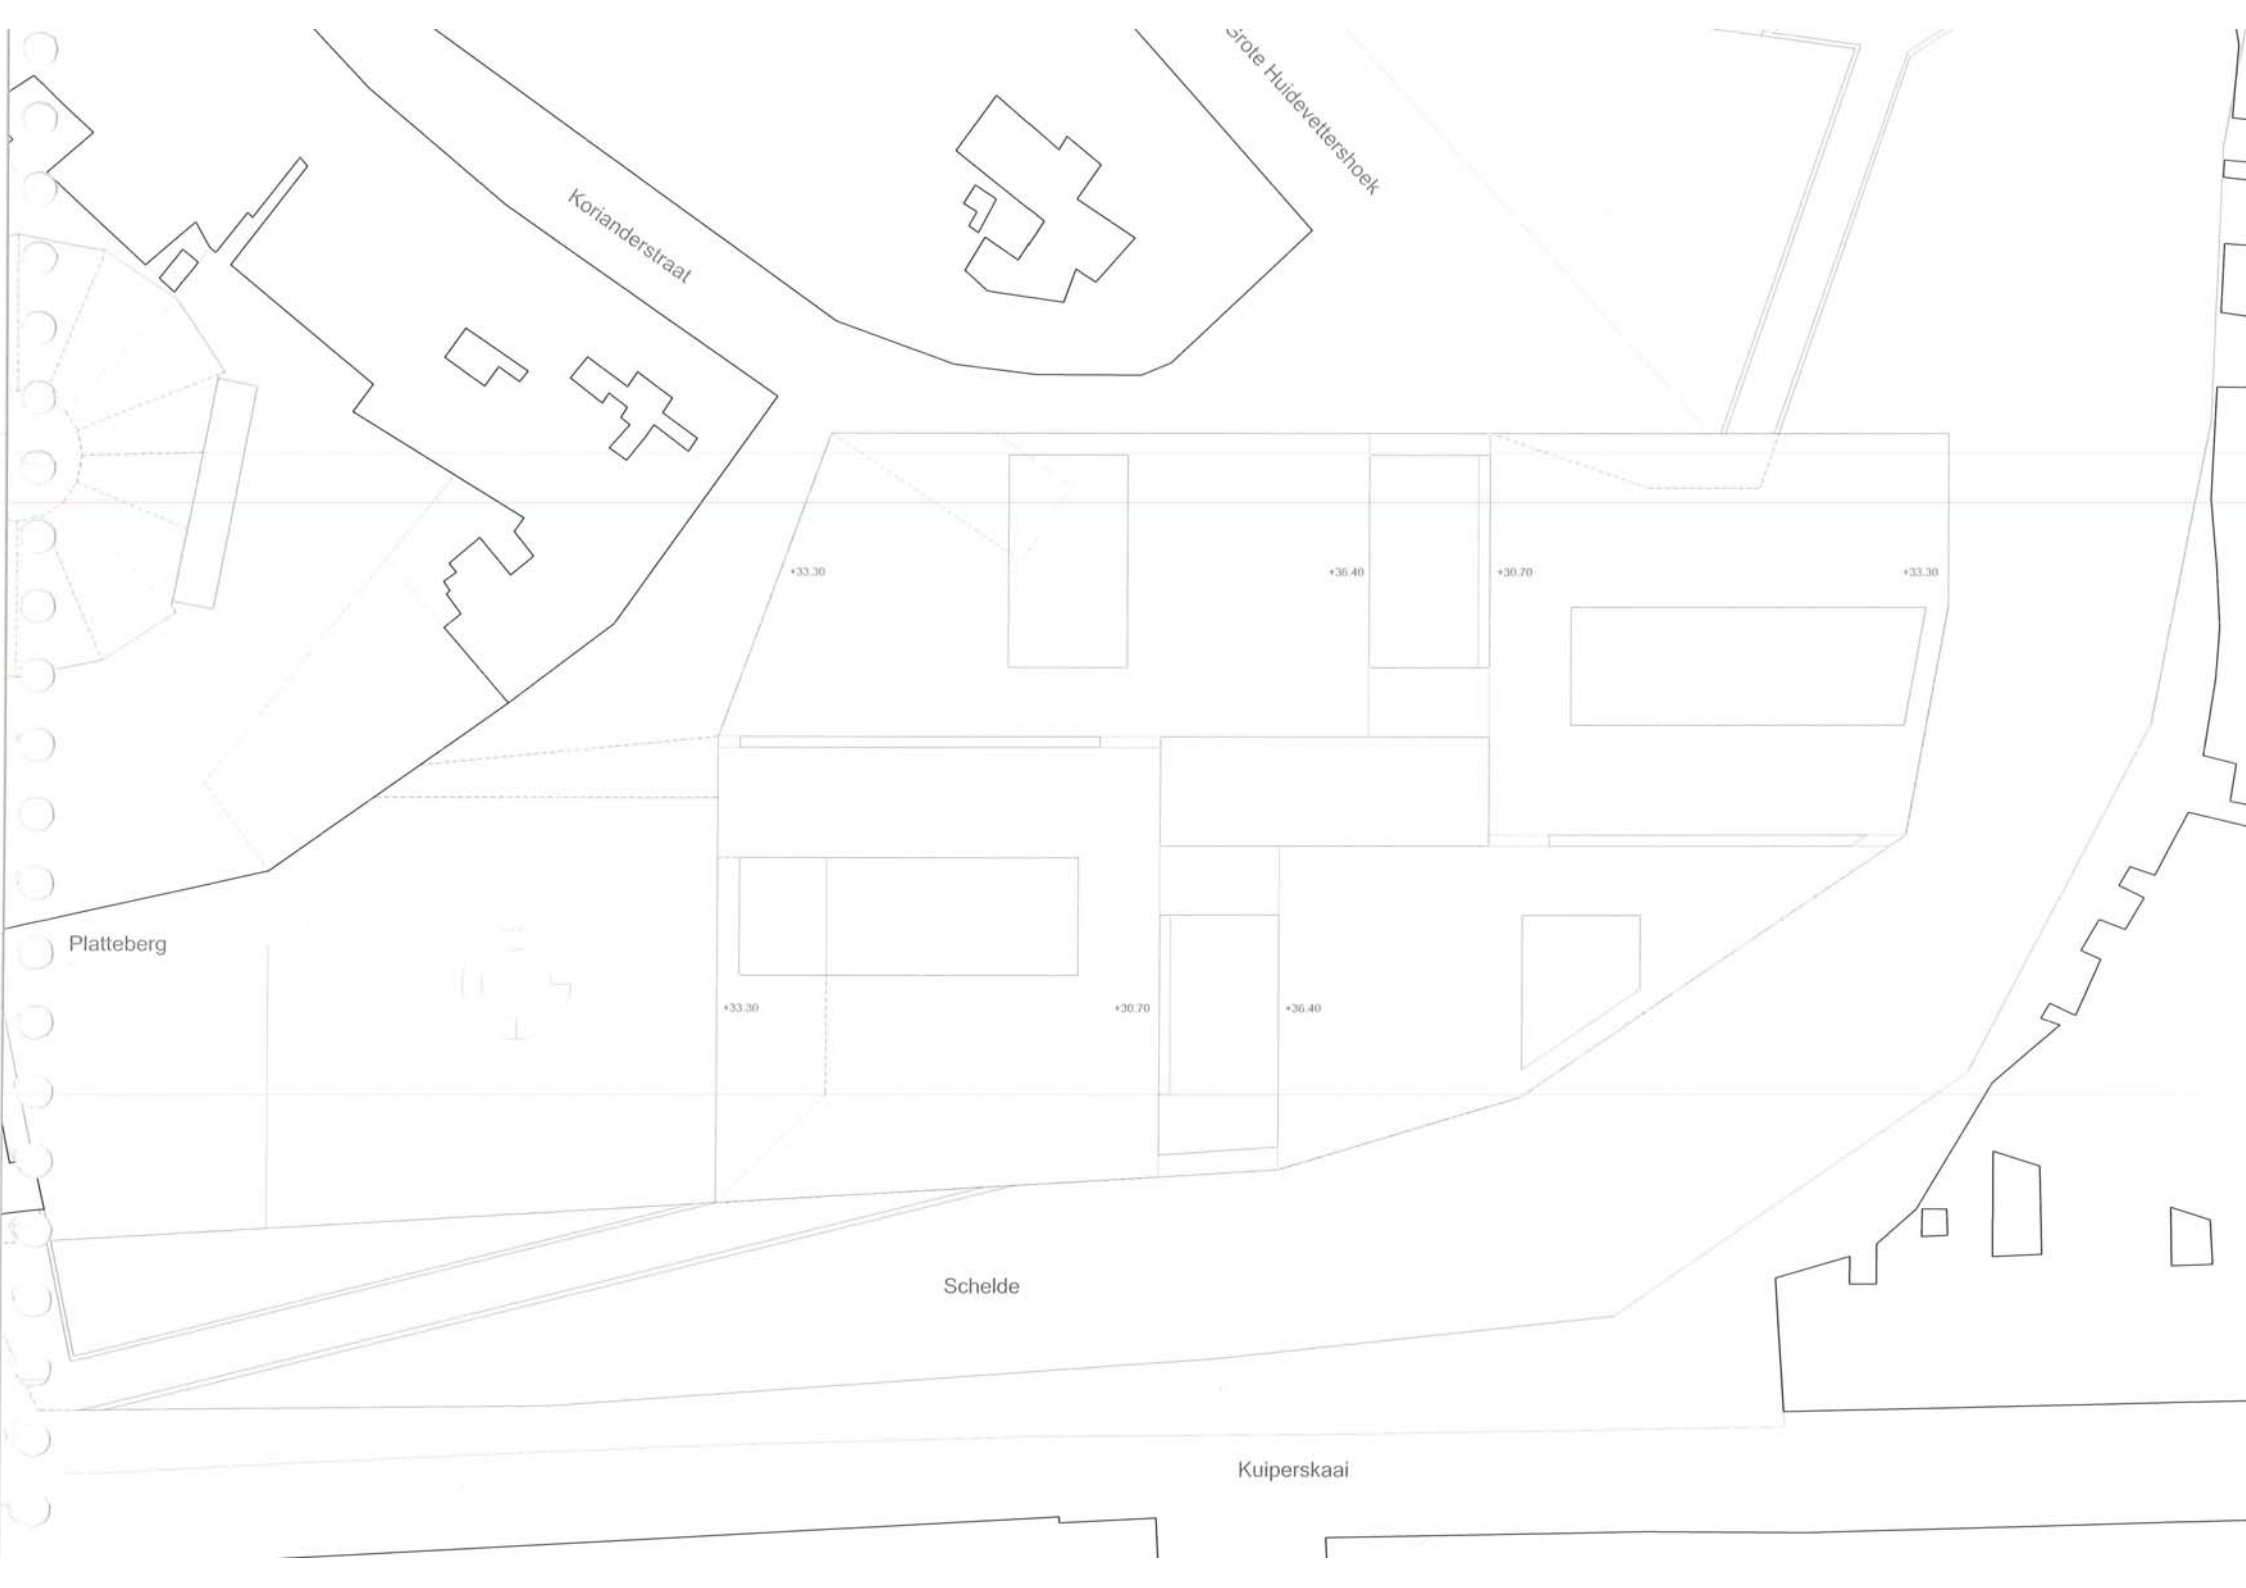 Grote Huidevettershoek
Korianderstraat
+33.30
+36.40
+30.70
+33.30
Platteberg
+33.30
+30.70
+36.40
Schelde
Kuiperskaai